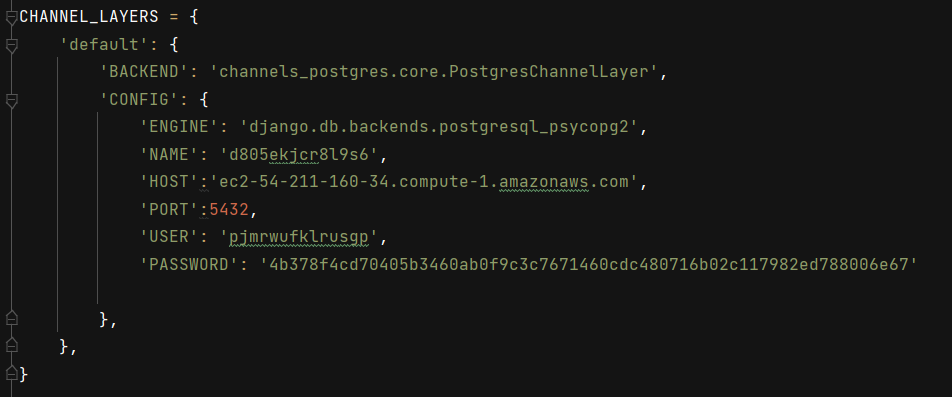 CHANNEL_LAYERS = {
    'default': {
        'BACKEND': 'channels_postgres.core.PostgresChannelLayer',
        'CONFIG': {
            'ENGINE': 'django.db.backends.postgresql_psycopg2',
            'NAME': 'd805ekjcr8l9s6',
            'HOST':'ec2-54-211-160-34.compute-1.amazonaws.com',
            'PORT':5432,
            'USER': 'pjmrwufklrusgp',
            'PASSWORD': '4b378f4cd70405b3460ab0f9c3c7671460cdc480716b02c117982ed788006e67'
        },
    },
}